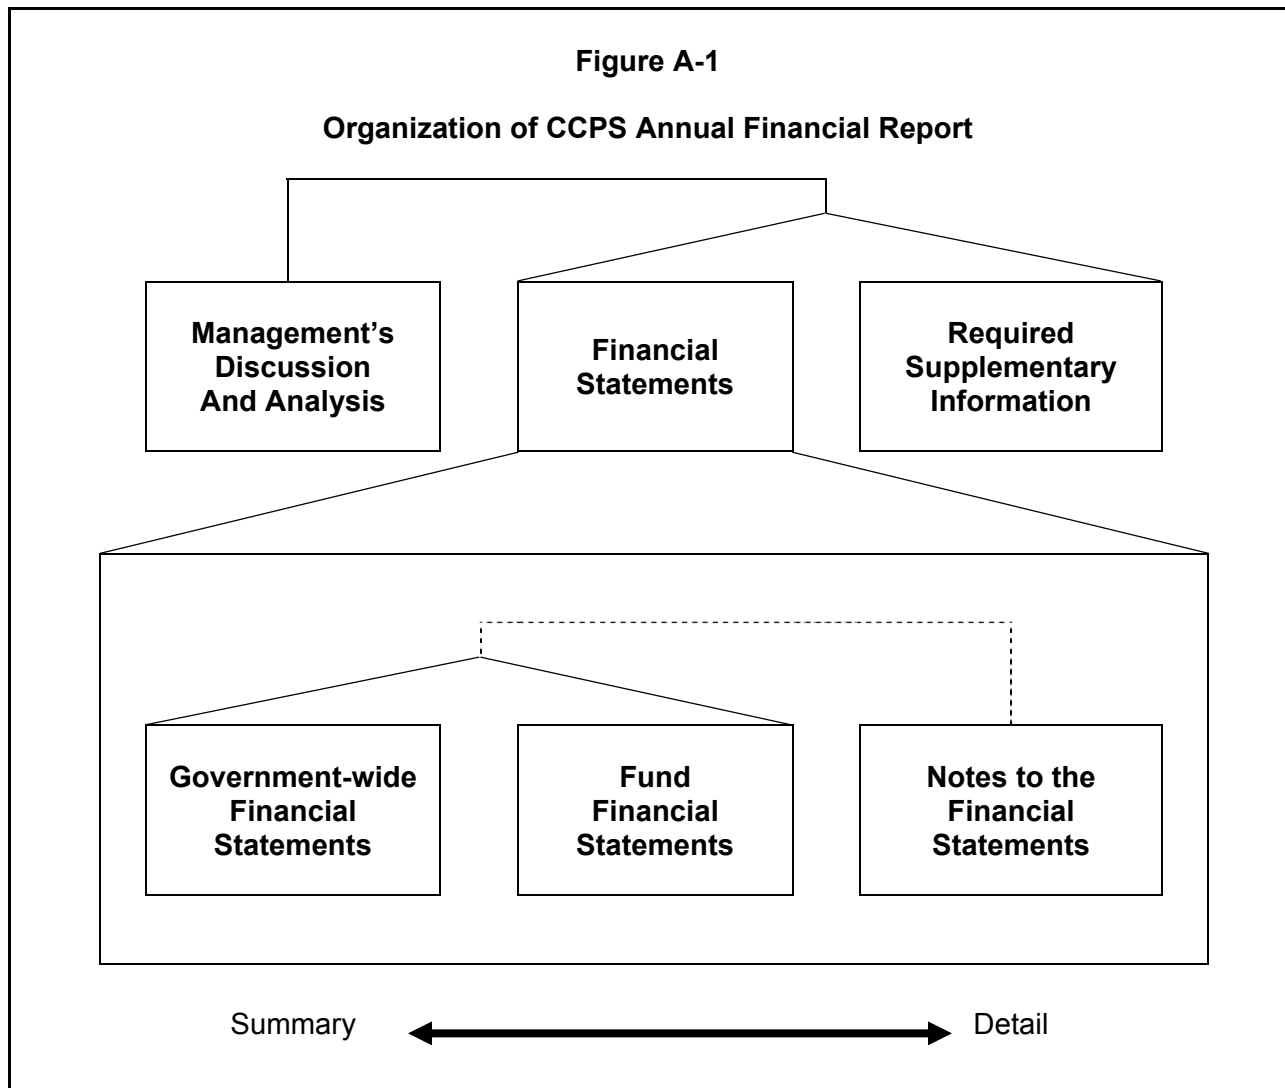 Figure A-1
Organization of CCPS Annual Financial Report
Management’s
Discussion
And Analysis
Financial
Statements
Required
Supplementary
Information
Government-wide
Financial
Statements
Fund
Financial
Statements
Notes to the
Financial
Statements
Summary
Detail